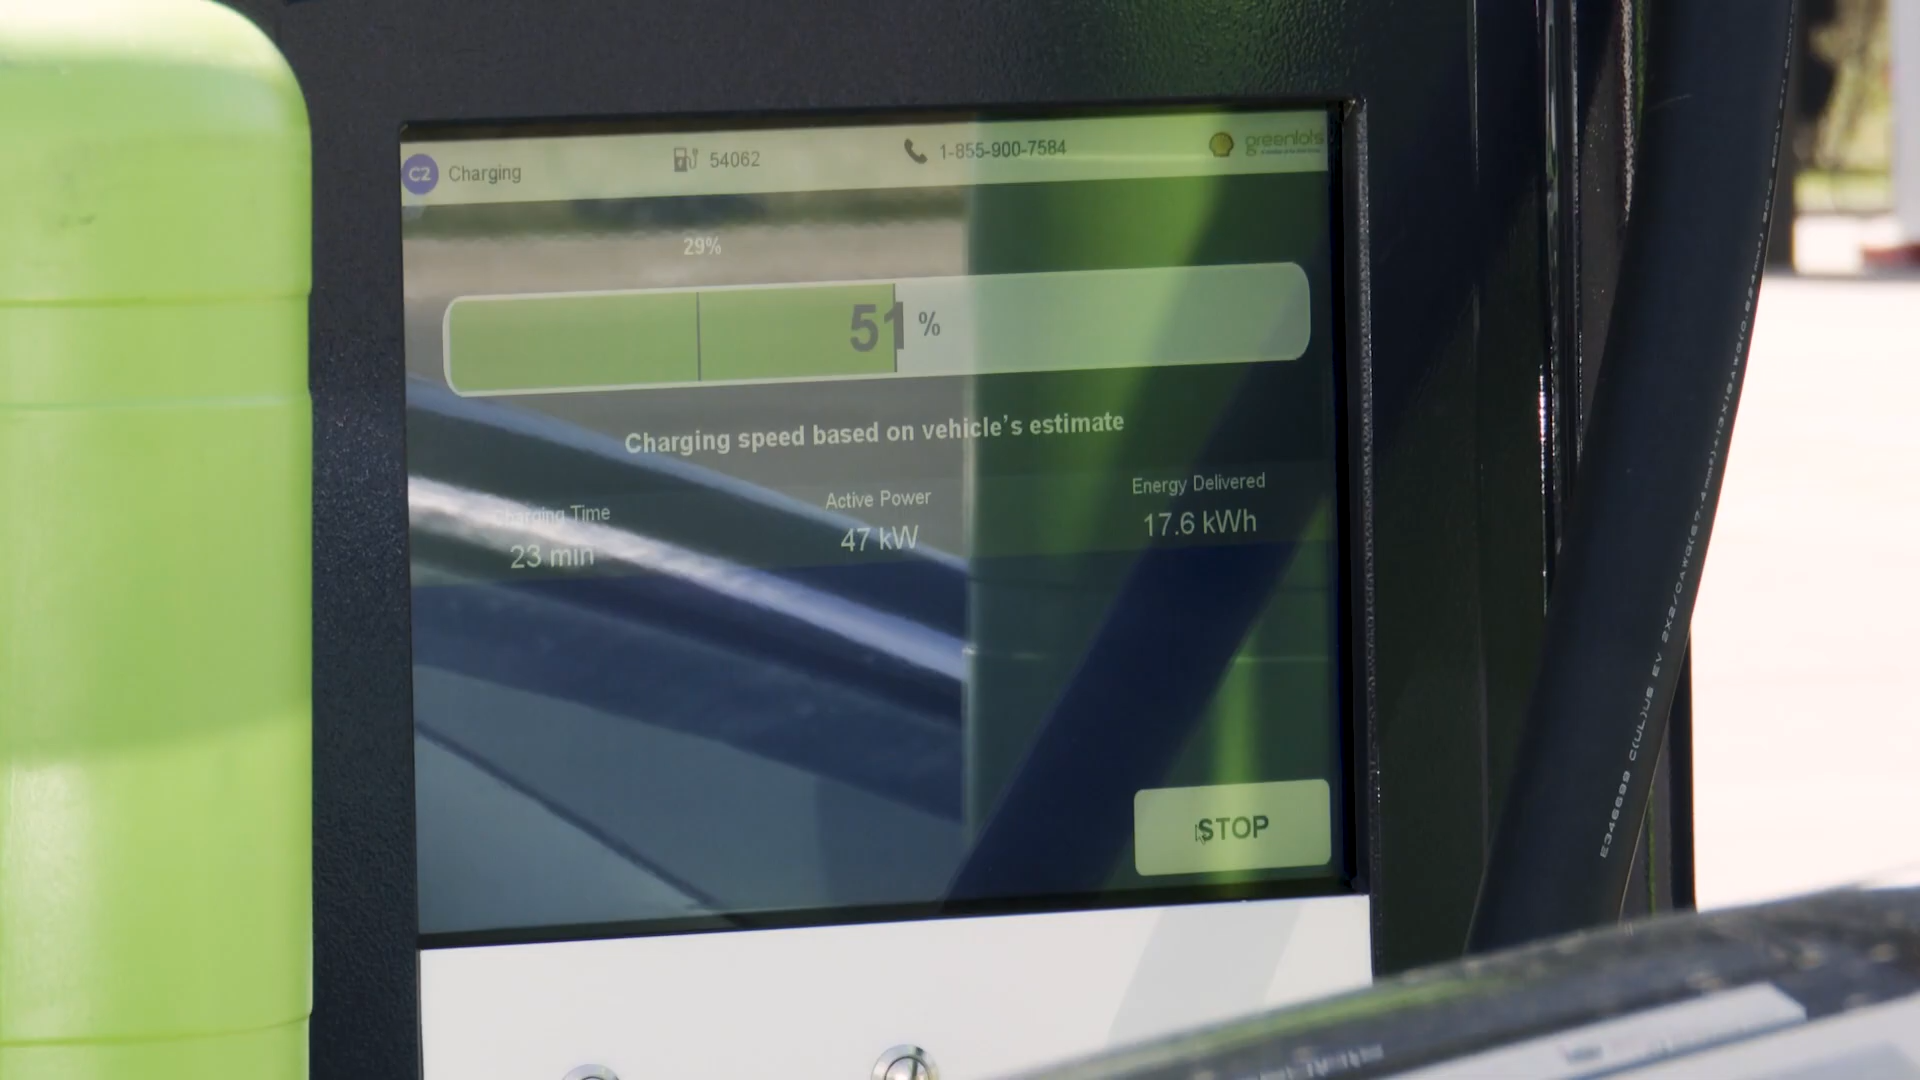 C2 Charging
54062
1-855-900-7584
greenlots
29%
51 %
Charging speed based on vehicle's estimate
Charging Time
23 min
Active Power
47 kW
Energy Delivered
17.6 kWh
STOP